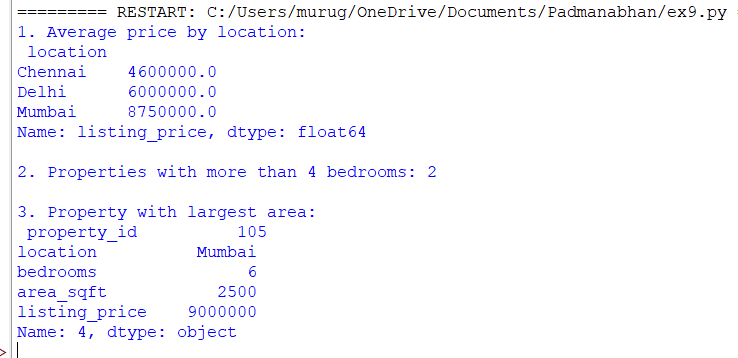 ========= RESTART: C:/Users/murug/OneDrive/Documents/Padmanabhan/ex9.py =
1. Average price by location:
 location
Chennai    4600000.0
Delhi      6000000.0
Mumbai     8750000.0
Name: listing_price, dtype: float64

2. Properties with more than 4 bedrooms: 2

3. Property with largest area:
 property_id          105
location          Mumbai
bedrooms               6
area_sqft           2500
listing_price    9000000
Name: 4, dtype: object
>